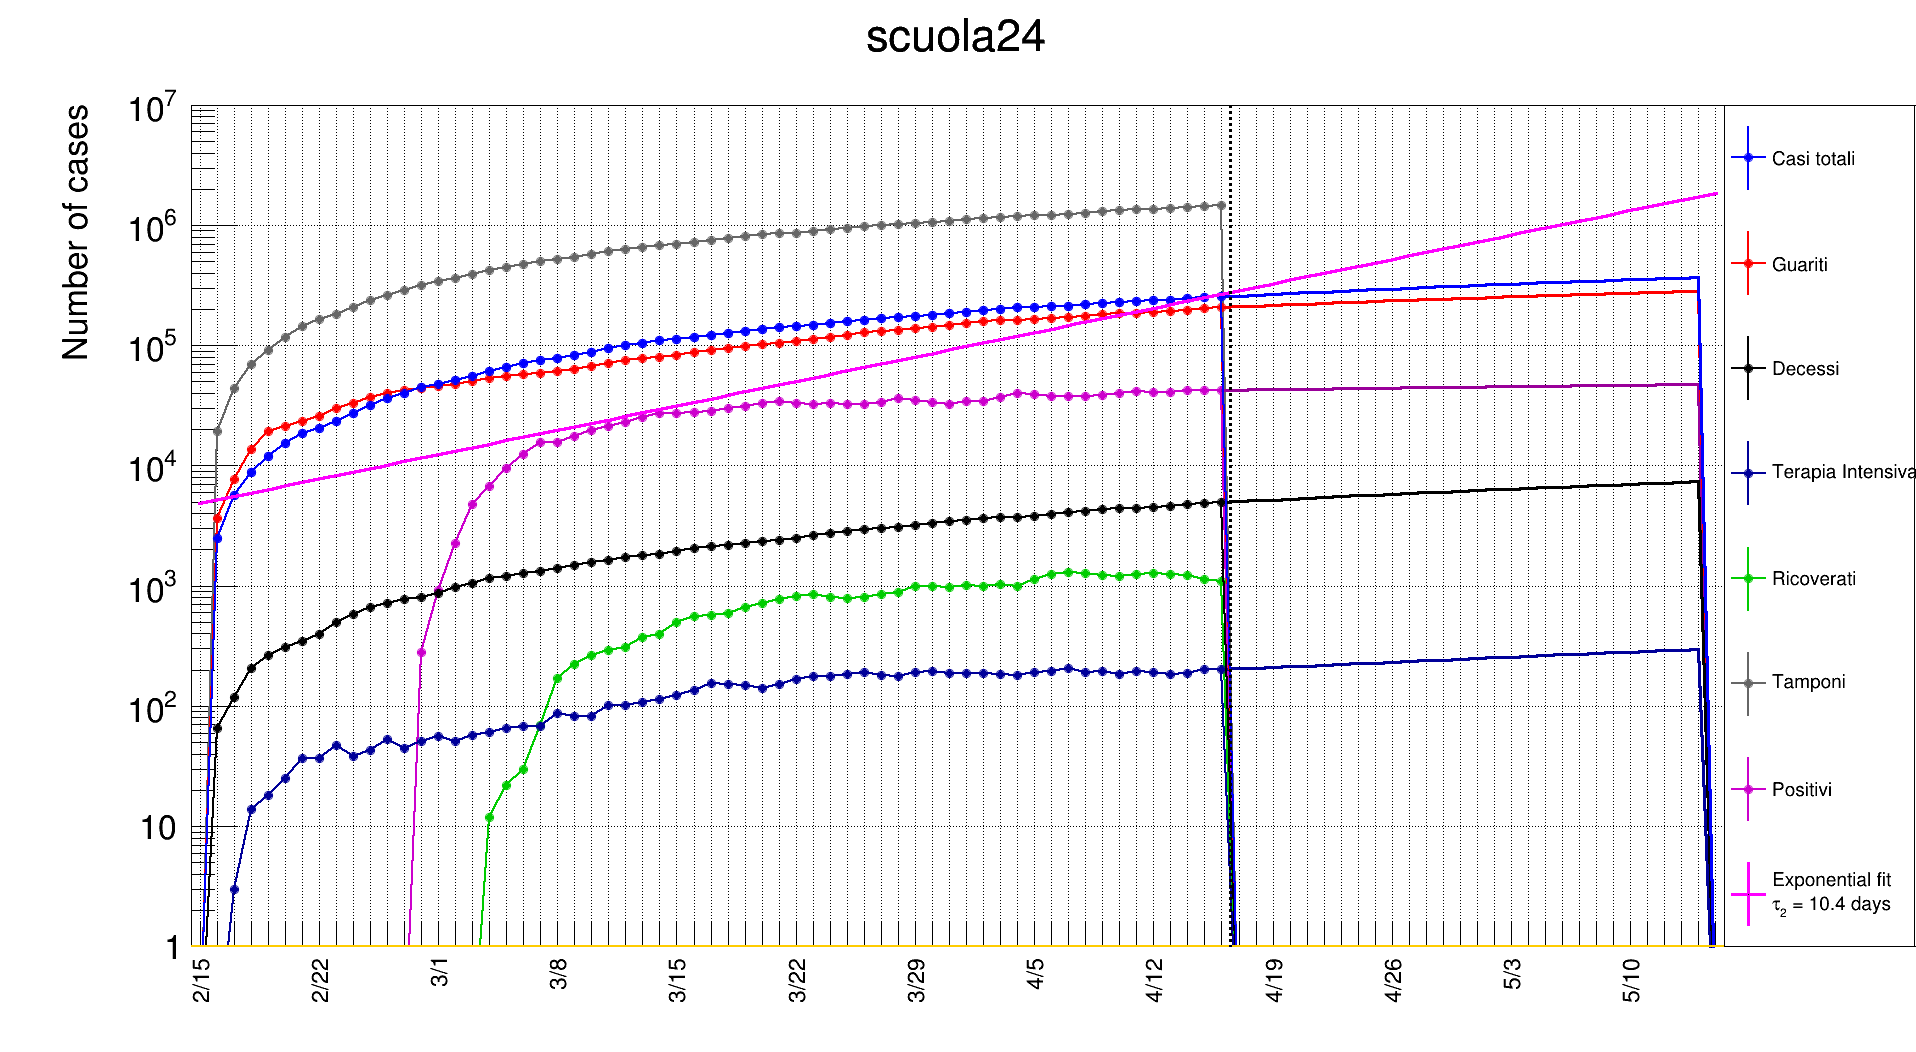 scuola24
Number of cases
10^7
10^6
10^5
10^4
10^3
10^2
10
1
2/15
2/22
3/1
3/8
3/15
3/22
3/29
4/5
4/12
4/19
4/26
5/3
5/10
Casi totali
Guariti
Decessi
Terapia Intensiva
Ricoverati
Tamponi
Positivi
Exponential fit
τ₂ = 10.4 days